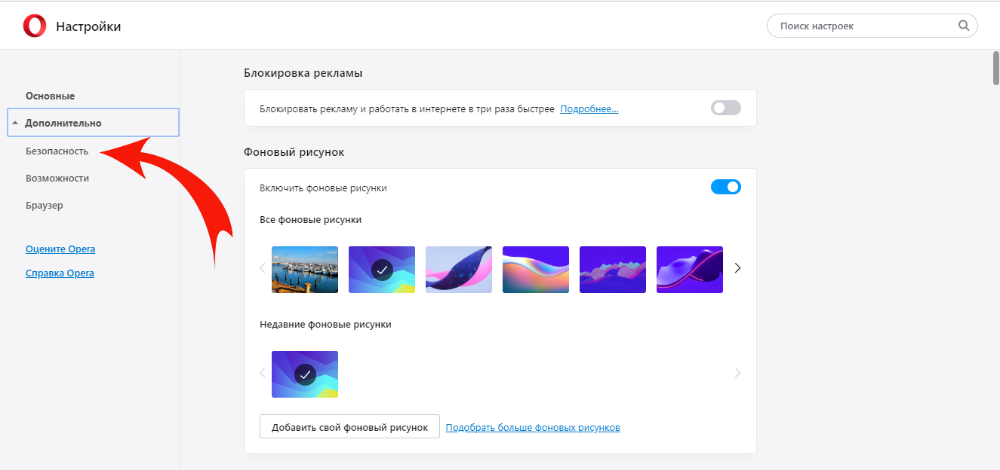 Настройки
Поиск настроек
Основные
Дополнительно
Безопасность
Возможности
Браузер
Оцените Opera
Справка Opera
Блокировка рекламы
Блокировать рекламу и работать в интернете в три раза быстрее Подробнее...
Фоновый рисунок
Включить фоновые рисунки
Все фоновые рисунки
Недавние фоновые рисунки
Добавить свой фоновый рисунок Подобрать больше фоновых рисунков